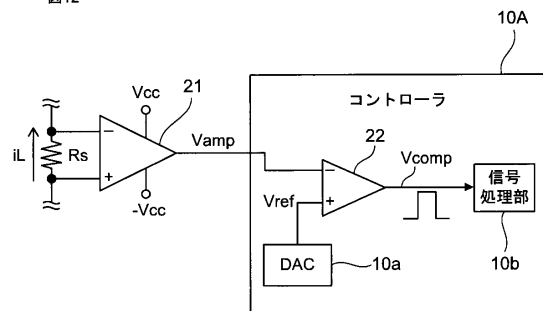 図12
10A
コントローラ
Vcc
21
iL
Rs
−
+
Vamp
-Vcc
22
−
+
Vcomp
Vref
信号
処理部
DAC
10a
10b